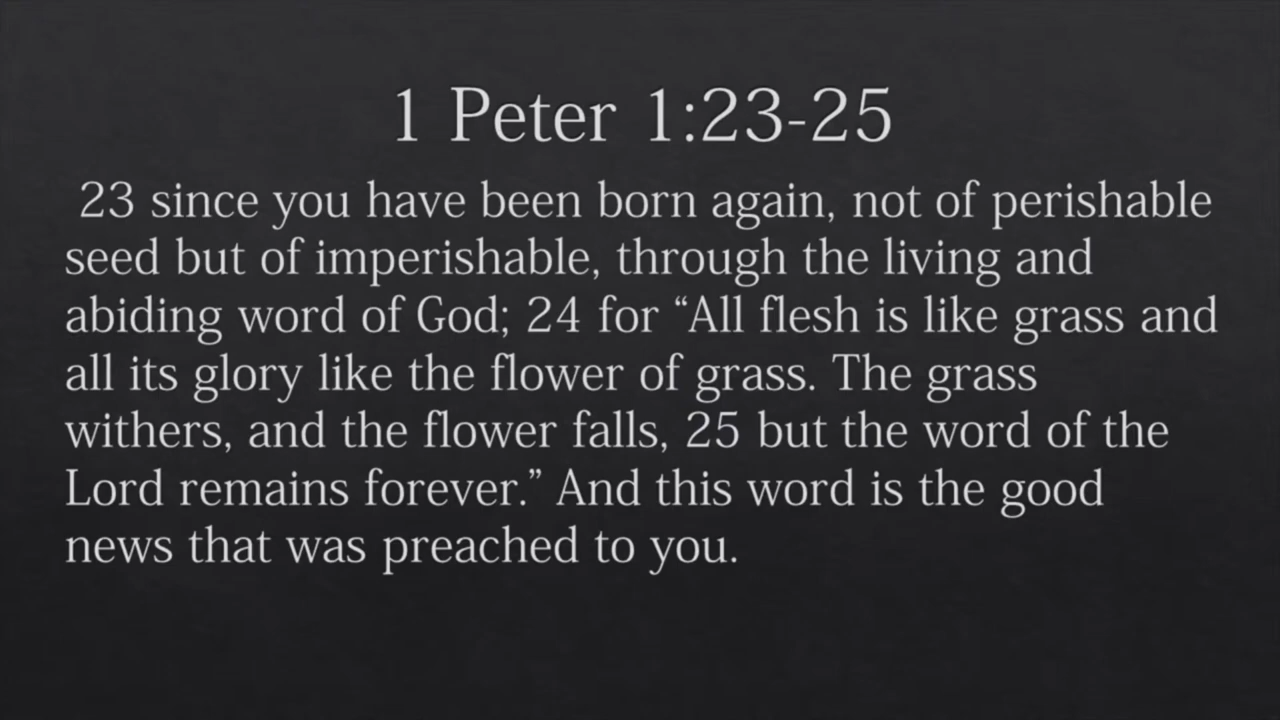 1 Peter 1:23-25
23 since you have been born again, not of perishable
seed but of imperishable, through the living and
abiding word of God; 24 for “All flesh is like grass and
all its glory like the flower of grass. The grass
withers, and the flower falls, 25 but the word of the
Lord remains forever.” And this word is the good
news that was preached to you.